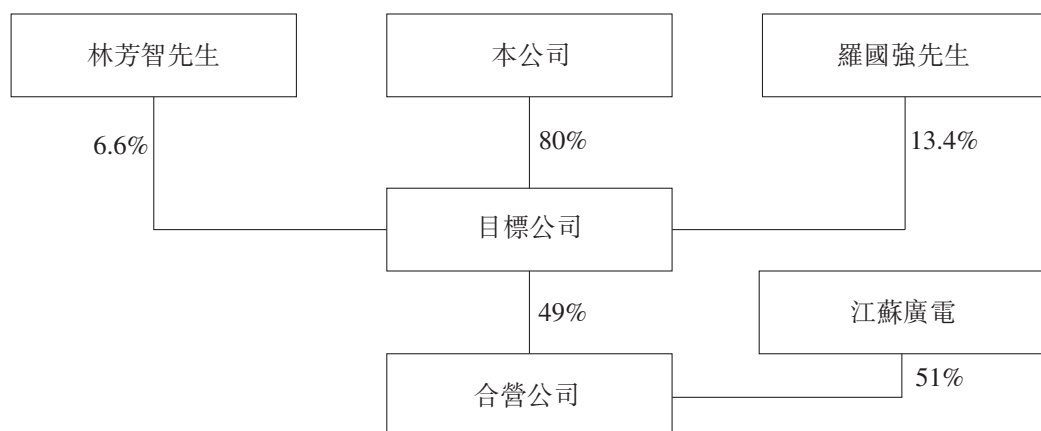 林芳智先生
本公司
羅國強先生
6.6%
80%
13.4%
目標公司
49%
江蘇廣電
合營公司
51%